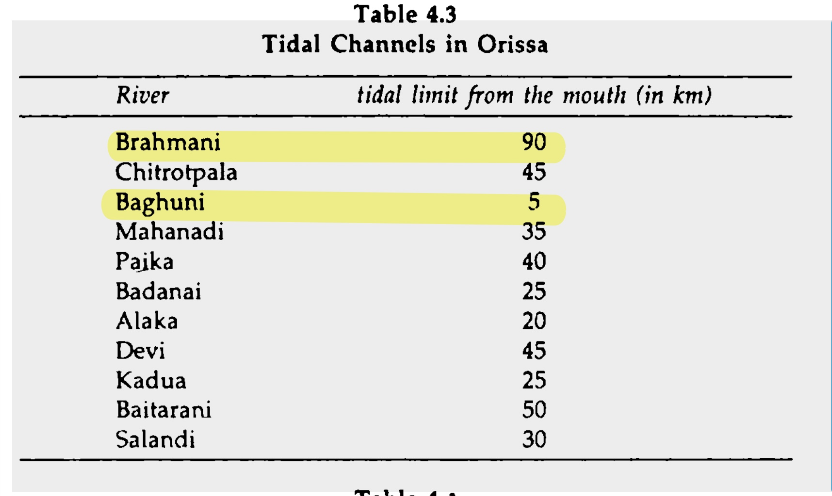 Table 4.3
Tidal Channels in Orissa
River tidal limit from the mouth (in km)
Brahmani 90
Chitrotpala 45
Baghuni 5
Mahanadi 35
Paika 40
Badanai 25
Alaka 20
Devi 45
Kadua 25
Baitarani 50
Salandi 30